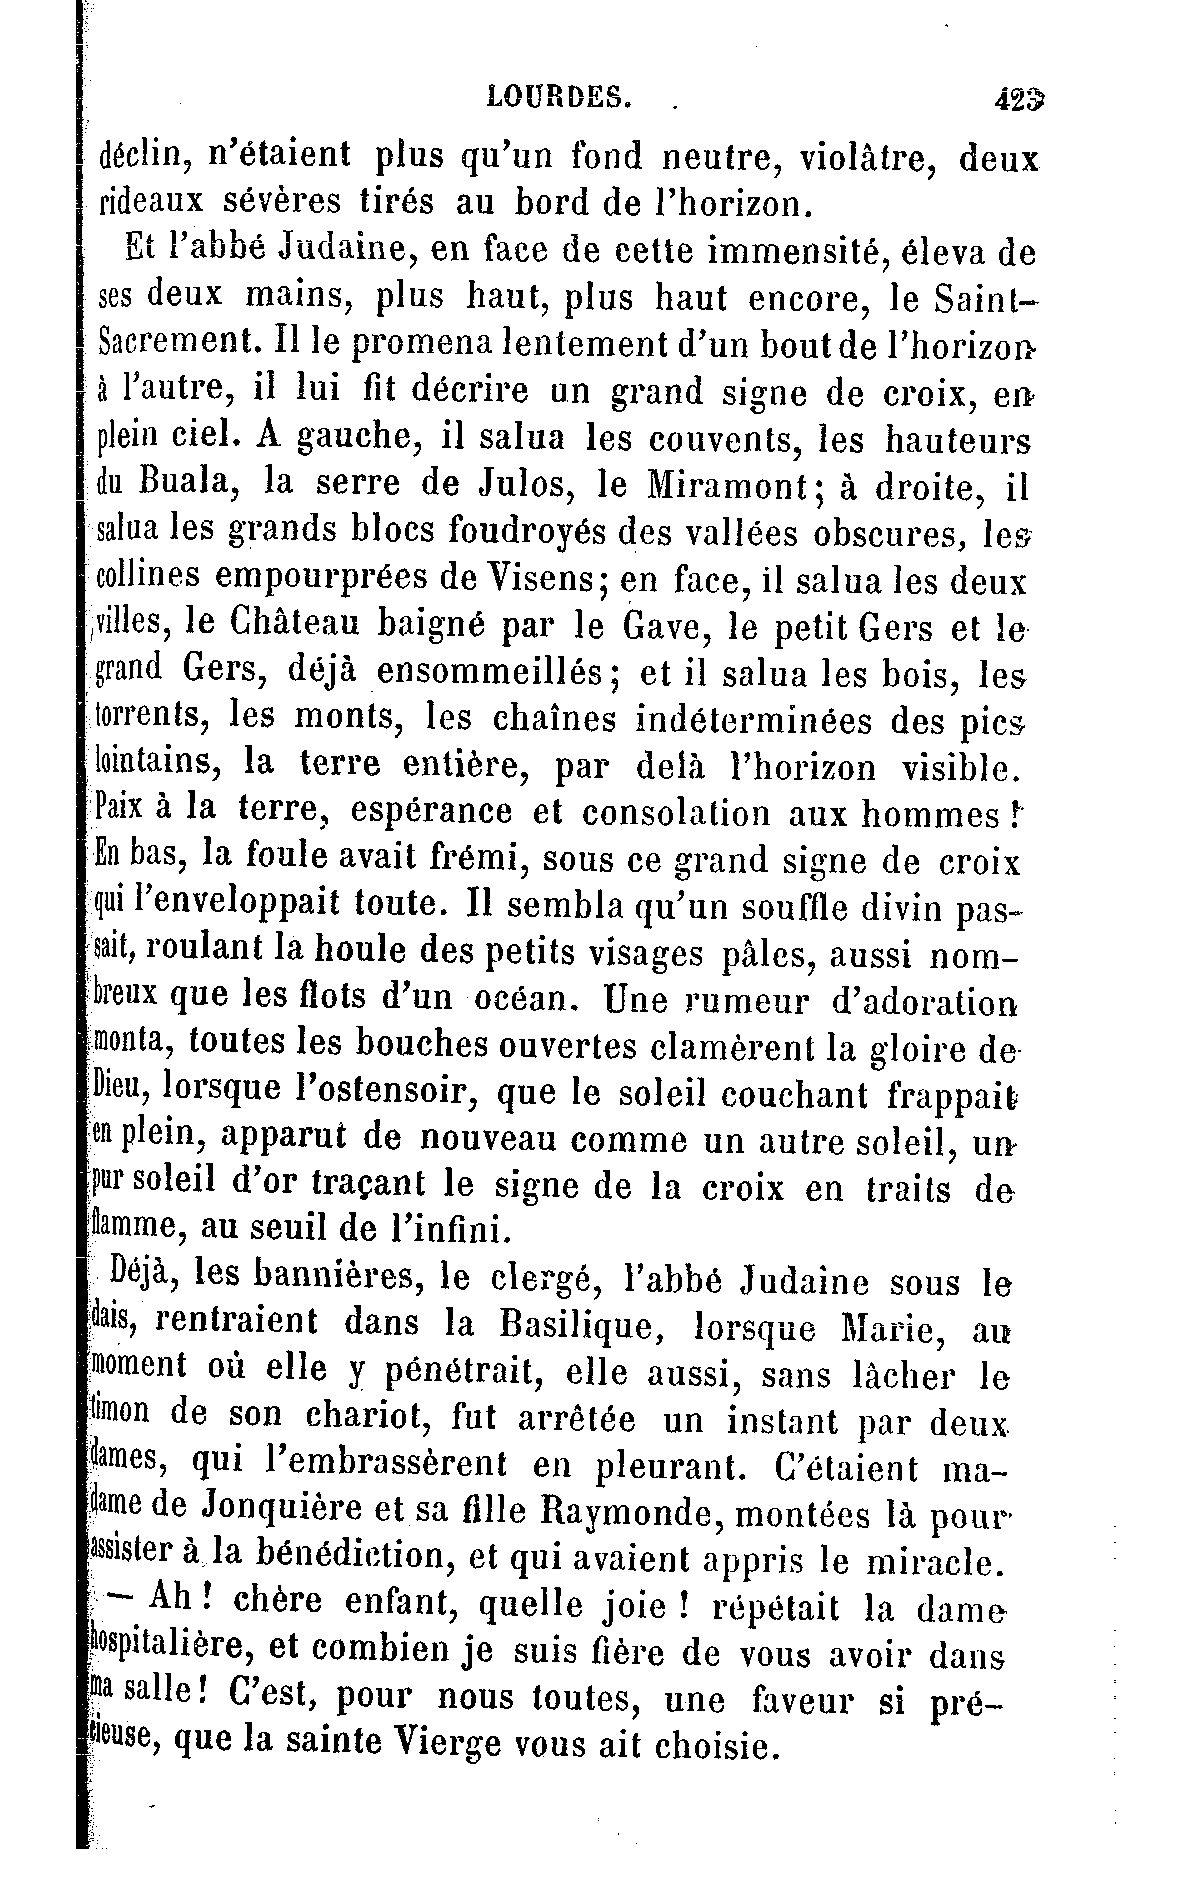 LOURDES. 423
déclin, n'étaient plus qu'un fond neutre, violâtre, deux
rideaux sévères tirés au bord de l'horizon.
Et l'abbé Judaine, en face de cette immensité, éleva de
ses deux mains, plus haut, plus haut encore, le Saint-
Sacrement. Il le promena lentement d'un bout de l'horizon
à l'autre, il lui fit décrire un grand signe de croix, en
plein ciel. A gauche, il salua les couvents, les hauteurs
du Buala, la serre de Julos, le Miramont; à droite, il
salua les grands blocs foudroyés des vallées obscures, les
collines empourprées de Visens; en face, il salua les deux
villes, le Château baigné par le Gave, le petit Gers et le
grand Gers, déjà ensommeillés; et il salua les bois, les
torrents, les monts, les chaînes indéterminées des pics
lointains, la terre entière, par delà l'horizon visible.
Paix à la terre, espérance et consolation aux hommes !
En bas, la foule avait frémi, sous ce grand signe de croix
qui l'enveloppait toute. Il sembla qu'un souffle divin pas-
sait, roulant la houle des petits visages pâles, aussi nom-
breux que les flots d'un océan. Une rumeur d'adoration
monta, toutes les bouches ouvertes clamèrent la gloire de
Dieu, lorsque l'ostensoir, que le soleil couchant frappait
en plein, apparut de nouveau comme un autre soleil, un
pur soleil d'or traçant le signe de la croix en traits de
flamme, au seuil de l'infini.
Déjà, les bannières, le clergé, l'abbé Judaine sous le
dais, rentraient dans la Basilique, lorsque Marie, au
moment où elle y pénétrait, elle aussi, sans lâcher le
timon de son chariot, fut arrêtée un instant par deux
dames, qui l'embrassèrent en pleurant. C'étaient ma-
dame de Jonquière et sa fille Raymonde, montées là pour
assister à la bénédiction, et qui avaient appris le miracle.
— Ah ! chère enfant, quelle joie ! répétait la dame
hospitalière, et combien je suis fière de vous avoir dans
ma salle! C'est, pour nous toutes, une faveur si pré-
cieuse, que la sainte Vierge vous ait choisie.